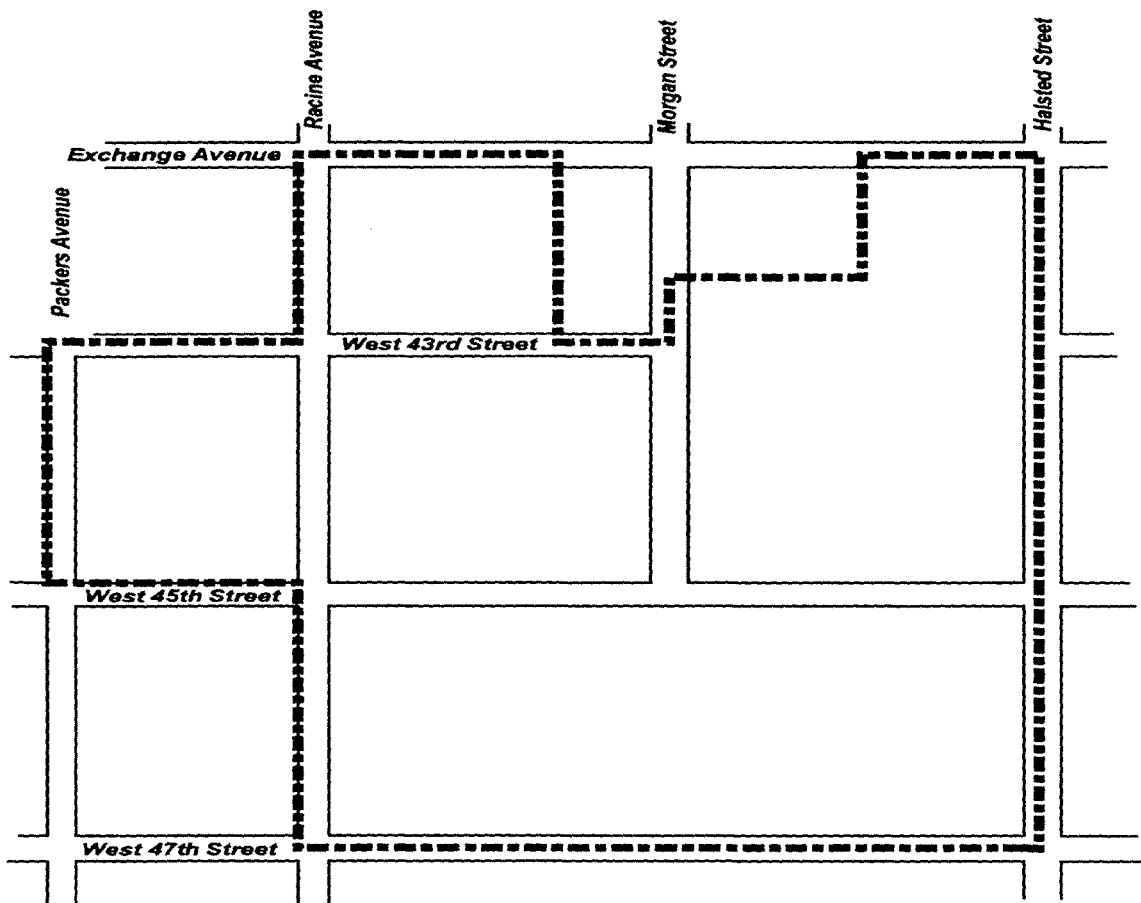 Racine Avenue
Morgan Street
Halsted Street
Exchange Avenue
Packers Avenue
West 43rd Street
West 45th Street
West 47th Street